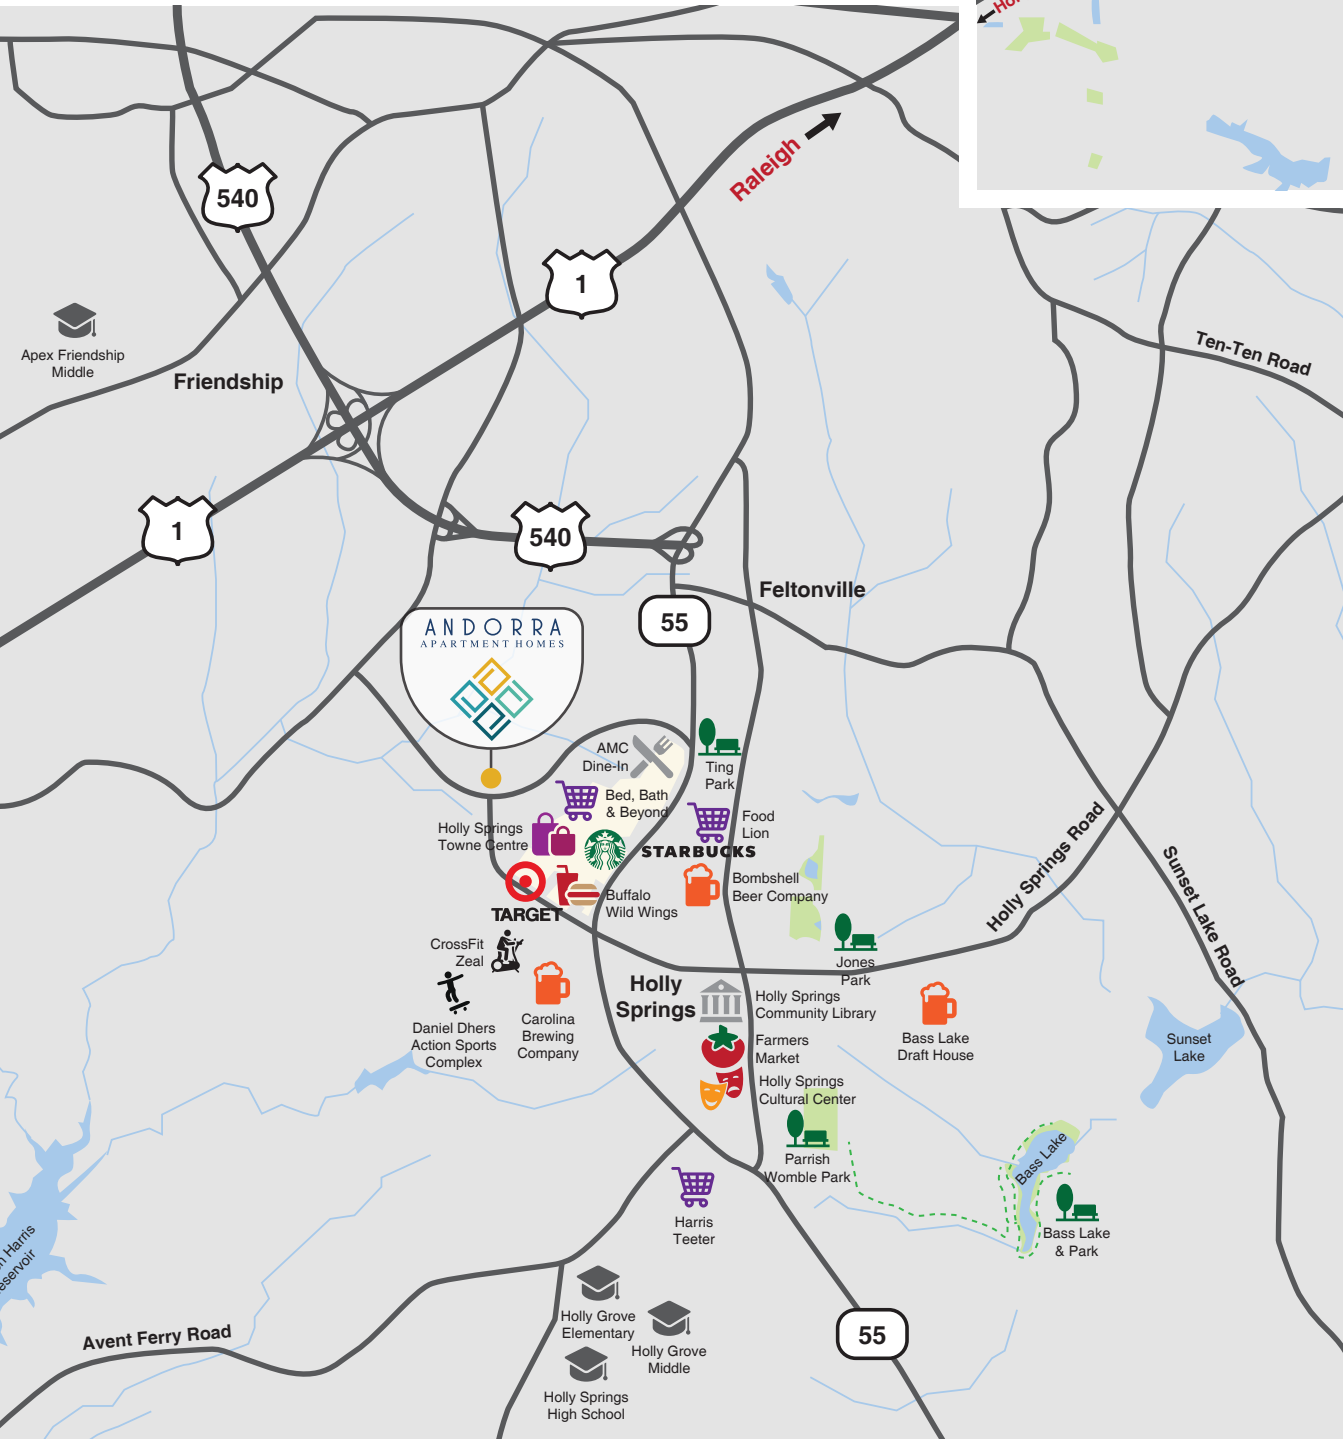 Raleigh
540
1
Apex Friendship
Middle
Friendship
Ten-Ten Road
1
540
Feltonville
55
ANDORRA
APARTMENT HOMES
AMC
Dine-In
Ting
Park
Bed, Bath
& Beyond
Food
Lion
Holly Springs
Towne Centre
STARBUCKS
Bombshell
Beer Company
Buffalo
Wild Wings
TARGET
Holly Springs Road
Sunset Lake Road
CrossFit
Zeal
Jones
Park
Holly
Springs
Holly Springs
Community Library
Daniel Dhers
Action Sports
Complex
Carolina
Brewing
Company
Farmers
Market
Bass Lake
Draft House
Sunset
Lake
Holly Springs
Cultural Center
Parrish
Womble Park
Bass Lake
Bass Lake
& Park
Harris
Teeter
Harris
Holly Grove
Elementary
Holly Grove
Middle
Avent Ferry Road
55
Holly Springs
High School